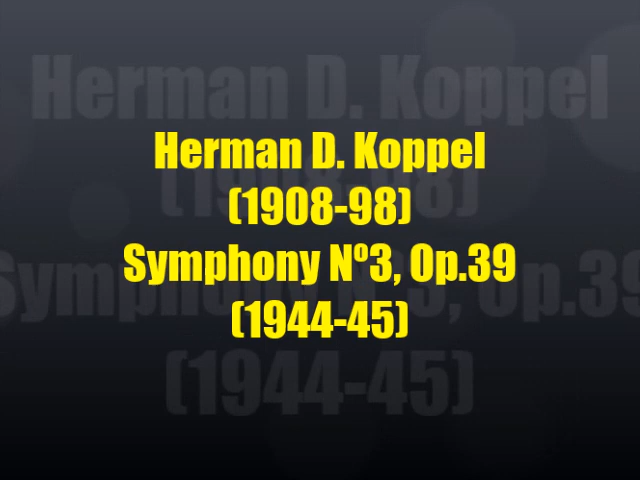 Herman D. Koppel
(1908-98)
Symphony Nº3, Op.39
(1944-45)